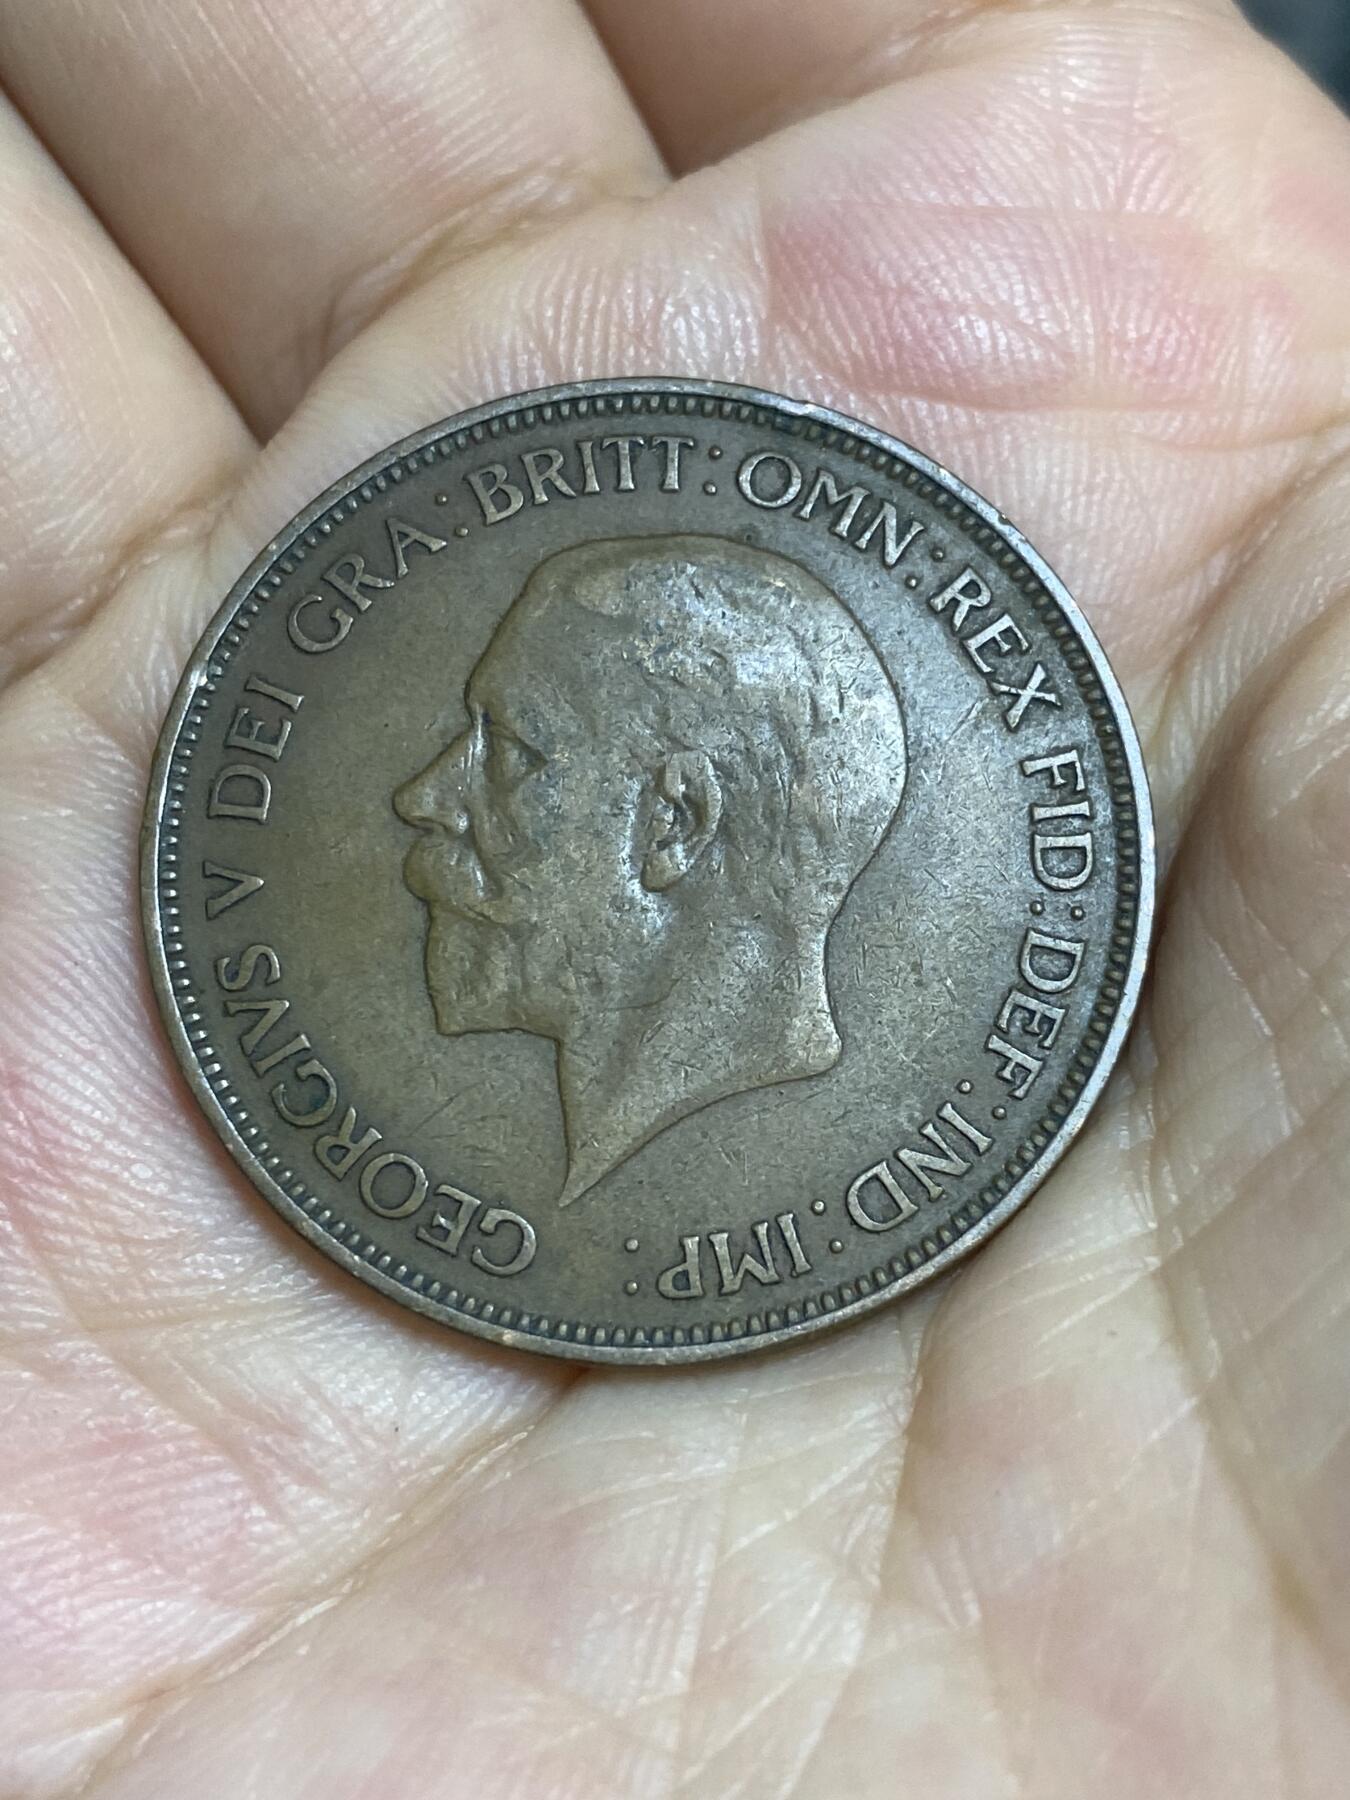 GEORGIVS V DEI GRA: BRITT: OMN: REX FID: DEF: IND: IMP: